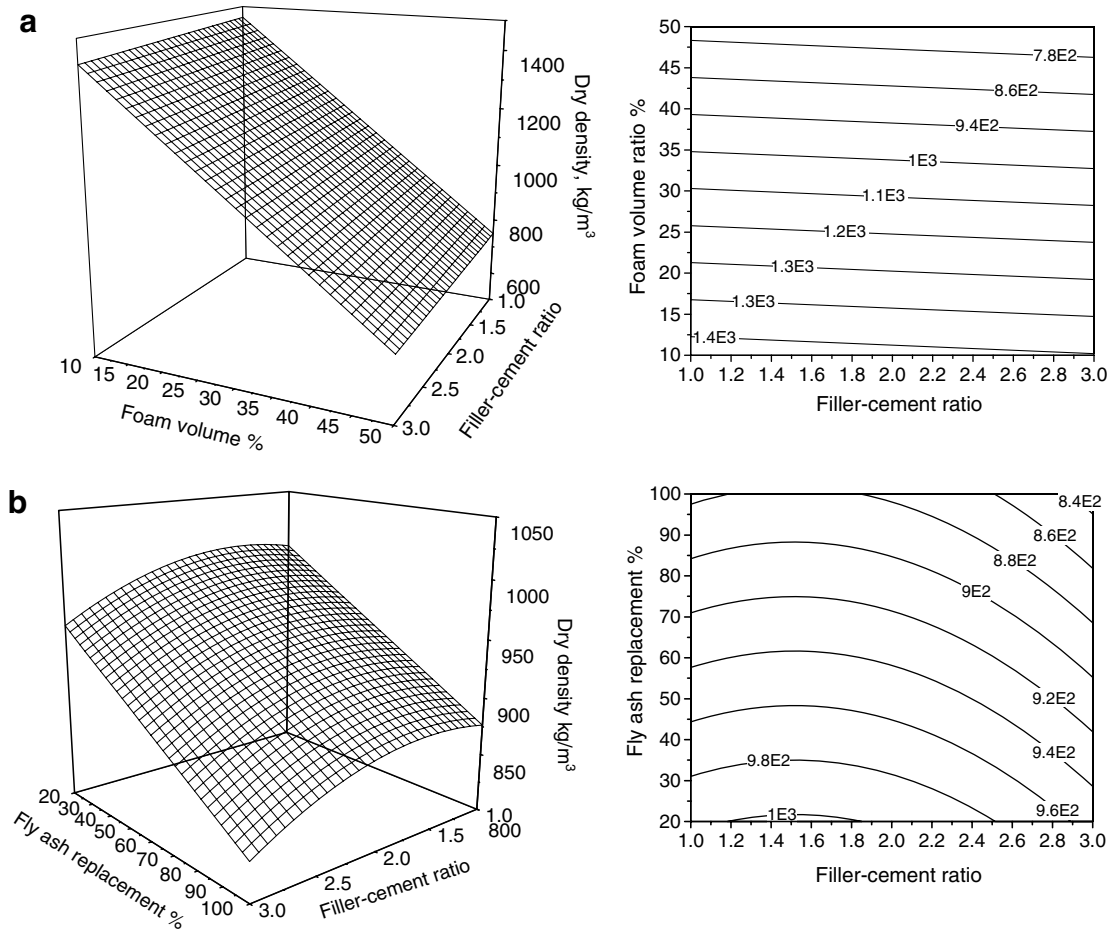 a
1400
1200
1000
800
600
Dry density, kg/m³
1.0
1.5
2.0
2.5
3.0
Filler-cement ratio
10 15 20 25 30 35 40 45 50
Foam volume %
50
45
40
35
30
25
20
15
10
Foam volume ratio %
7.8E2
8.6E2
9.4E2
1E3
1.1E3
1.2E3
1.3E3
1.3E3
1.4E3
1.0 1.2 1.4 1.6 1.8 2.0 2.2 2.4 2.6 2.8 3.0
Filler-cement ratio
b
1050
1000
950
900
850
800
Dry density kg/m³
1.0
1.5
2.0
2.5
3.0
Filler-cement ratio
20 30 40 50 60 70 80 90 100
Fly ash replacement %
100
90
80
70
60
50
40
30
20
Fly ash replacement %
8.4E2
8.6E2
8.8E2
9E2
9.2E2
9.4E2
9.8E2
9.6E2
1E3
1.0 1.2 1.4 1.6 1.8 2.0 2.2 2.4 2.6 2.8 3.0
Filler-cement ratio